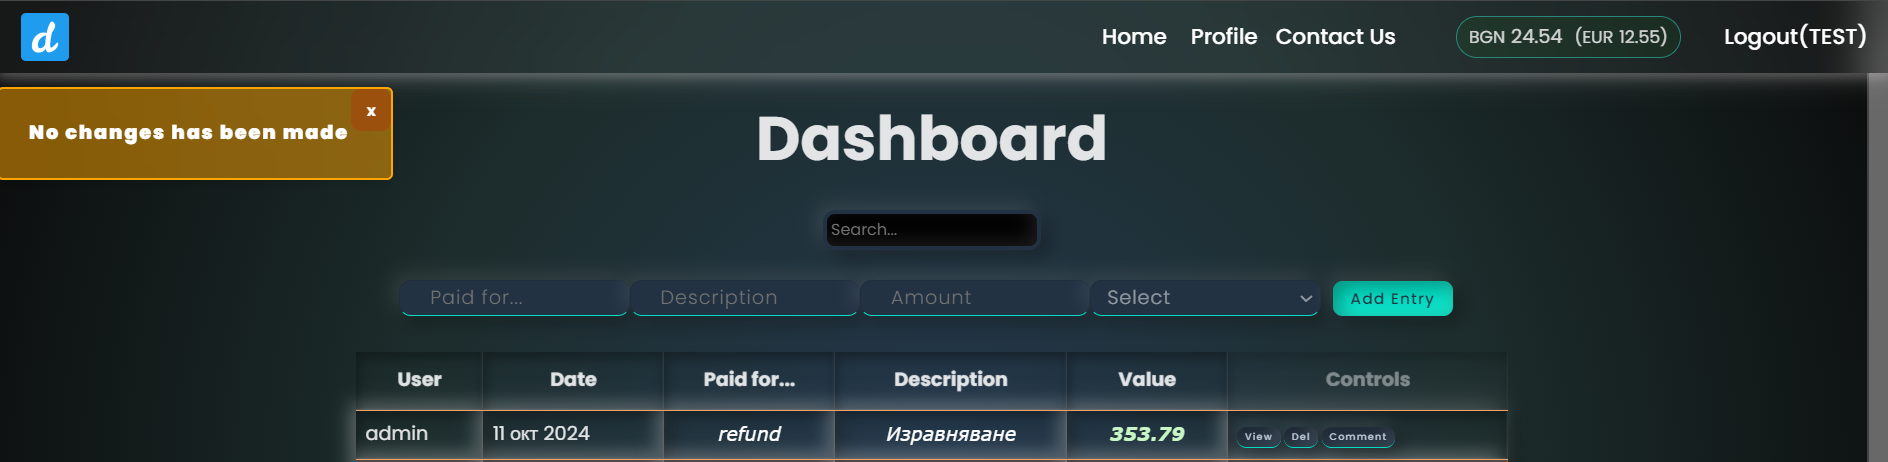 d
Home Profile Contact Us BGN 24.54 (EUR 12.55) Logout(TEST)
x
No changes has been made
Dashboard
Search...
Paid for... Description Amount Select Add Entry
User Date Paid for... Description Value Controls
admin 11 окт 2024 refund Изравняване 353.79 View Del Comment